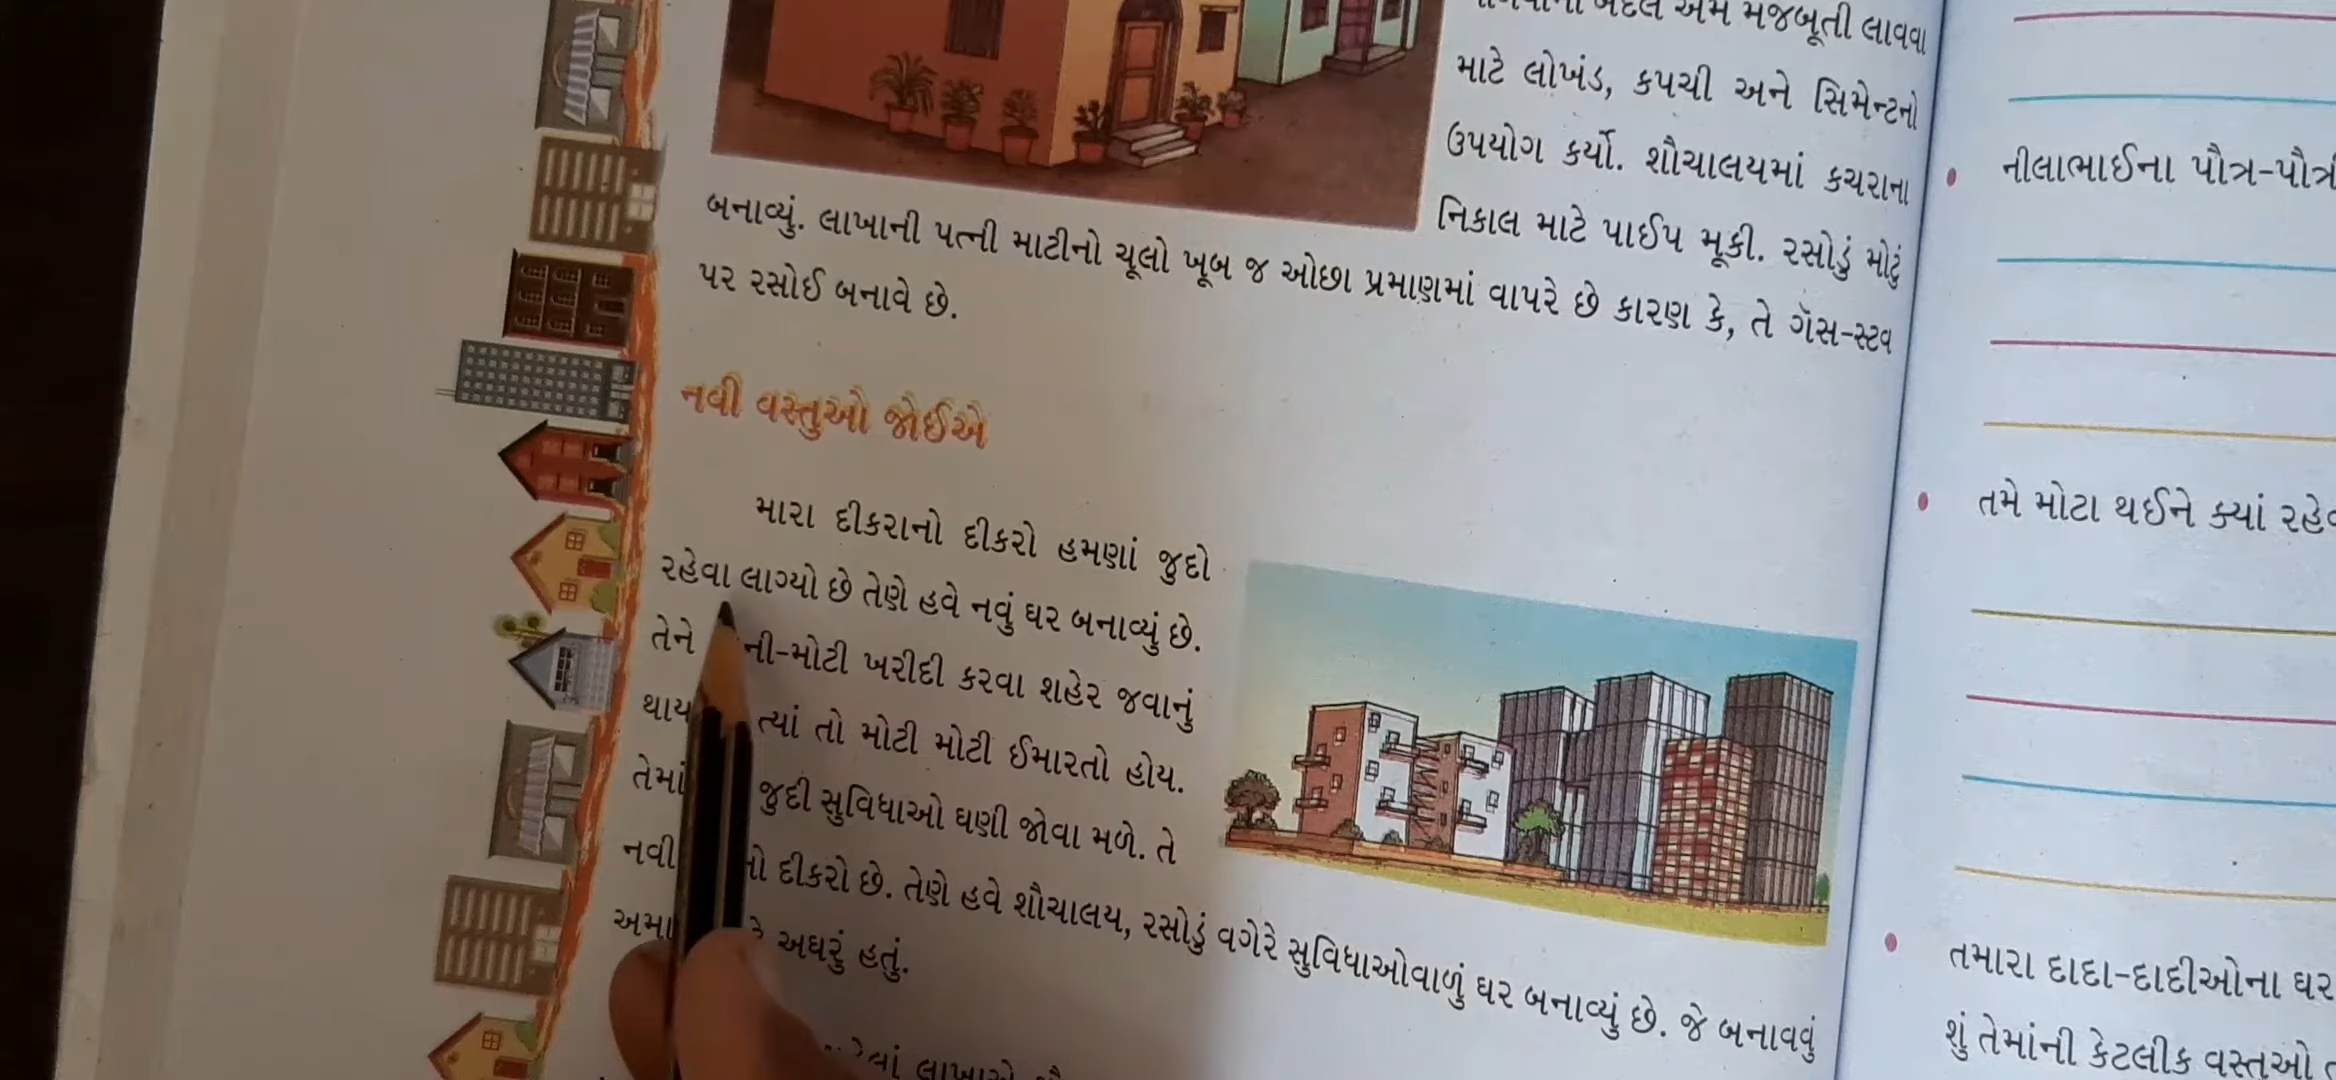 બદલે એમ મજબૂતી લાવવા
માટે લોખંડ, કપચી અને સિમેન્ટનો
ઉપયોગ કર્યો. શૌચાલયમાં કચરાના
નિકાલ માટે પાઈપ મૂકી. રસોડું મોટું
બનાવ્યું. લાખાની પત્ની માટીનો ચૂલો ખૂબ જ ઓછા પ્રમાણમાં વાપરે છે કારણ કે, તે ગૅસ-સ્ટવ
પર રસોઈ બનાવે છે.
નવી વસ્તુઓ જોઈએ
મારા દીકરાનો દીકરો હમણાં જુદો
રહેવા લાગ્યો છે તેણે હવે નવું ઘર બનાવ્યું છે.
તેને ની-મોટી ખરીદી કરવા શહેર જવાનું
થાય ત્યાં તો મોટી મોટી ઈમારતો હોય.
તેમાં જુદી સુવિધાઓ ઘણી જોવા મળે. તે
નવી દીકરો છે. તેણે હવે શૌચાલય, રસોડું વગેરે સુવિધાઓવાળું ઘર બનાવ્યું છે. જે બનાવવું
અઘરું હતું.
લાખાએ
નીલાભાઈના પૌત્ર-પૌત્રી
તમે મોટા થઈને ક્યાં
તમારા દાદા-દાદીઓના ઘર
શું તેમાંની કેટલીક વસ્તુઓ